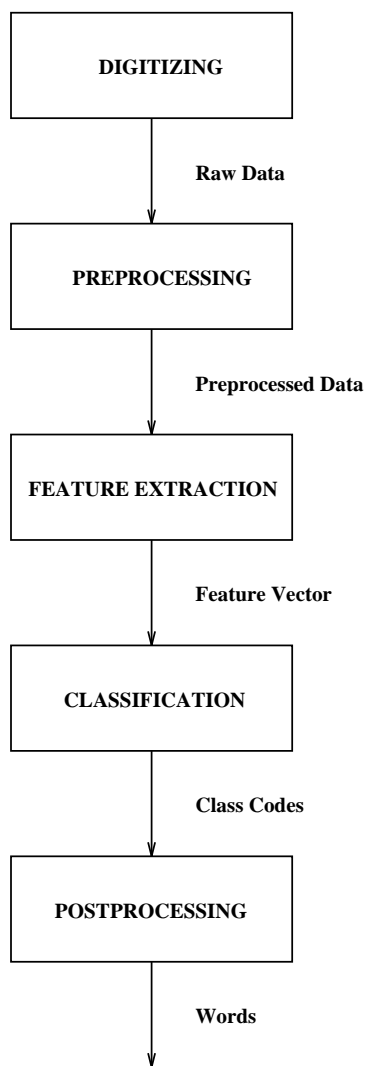 DIGITIZING
Raw Data
PREPROCESSING
Preprocessed Data
FEATURE EXTRACTION
Feature Vector
CLASSIFICATION
Class Codes
POSTPROCESSING
Words